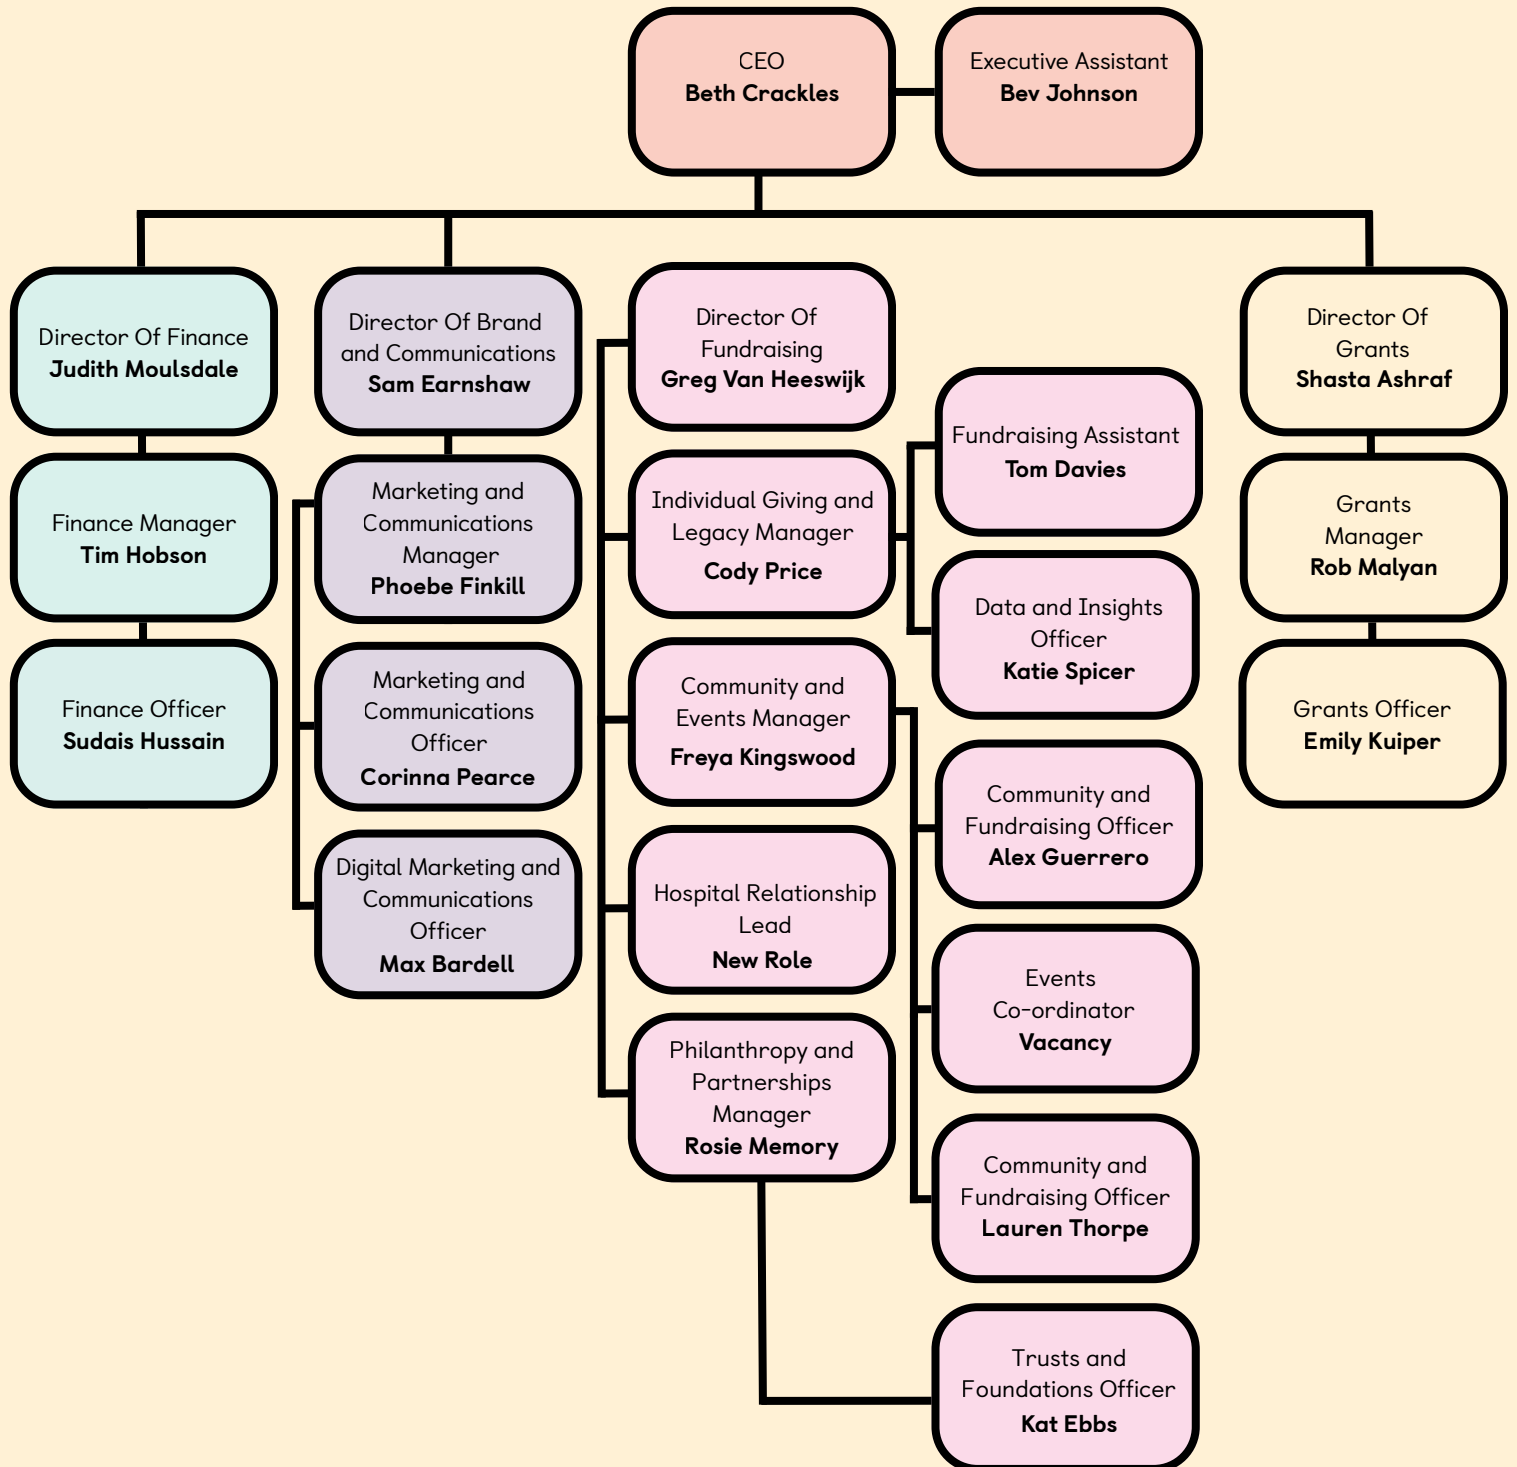 CEO
Beth Crackles
Executive Assistant
Bev Johnson
Director Of Finance
Judith Moulsdale
Finance Manager
Tim Hobson
Finance Officer
Sudais Hussain
Director Of Brand
and Communications
Sam Earnshaw
Marketing and
Communications
Manager
Phoebe Finkill
Marketing and
Communications
Officer
Corinna Pearce
Digital Marketing and
Communications
Officer
Max Bardell
Director Of
Fundraising
Greg Van Heeswijk
Individual Giving and
Legacy Manager
Cody Price
Community and
Events Manager
Freya Kingswood
Hospital Relationship
Lead
New Role
Philanthropy and
Partnerships
Manager
Rosie Memory
Fundraising Assistant
Tom Davies
Data and Insights
Officer
Katie Spicer
Community and
Fundraising Officer
Alex Guerrero
Events
Co-ordinator
Vacancy
Community and
Fundraising Officer
Lauren Thorpe
Trusts and
Foundations Officer
Kat Ebbs
Director Of
Grants
Shasta Ashraf
Grants
Manager
Rob Malyan
Grants Officer
Emily Kuiper